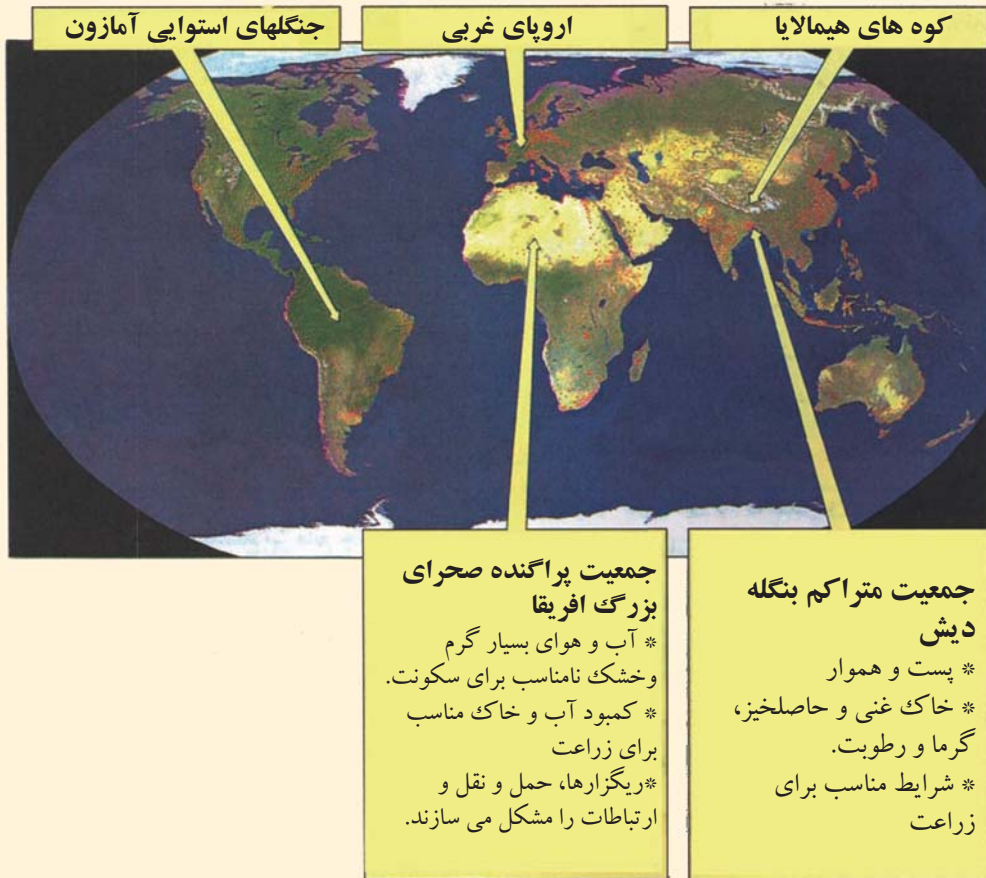 کوه های هیمالایا
اروپای غربی
جنگلهای استوایی آمازون
جمعیت متراکم بنگله
دیش
* پست و هموار
* خاک غنی و حاصلخیز،
گرما و رطوبت.
* شرایط مناسب برای
زراعت
جمعیت پراگنده صحرای
بزرگ افریقا
* آب و هوای بسیار گرم
وخشک نامناسب برای سکونت.
* کمبود آب و خاک مناسب
برای زراعت
*ریگزارها، حمل و نقل و
ارتباطات را مشکل می سازند.